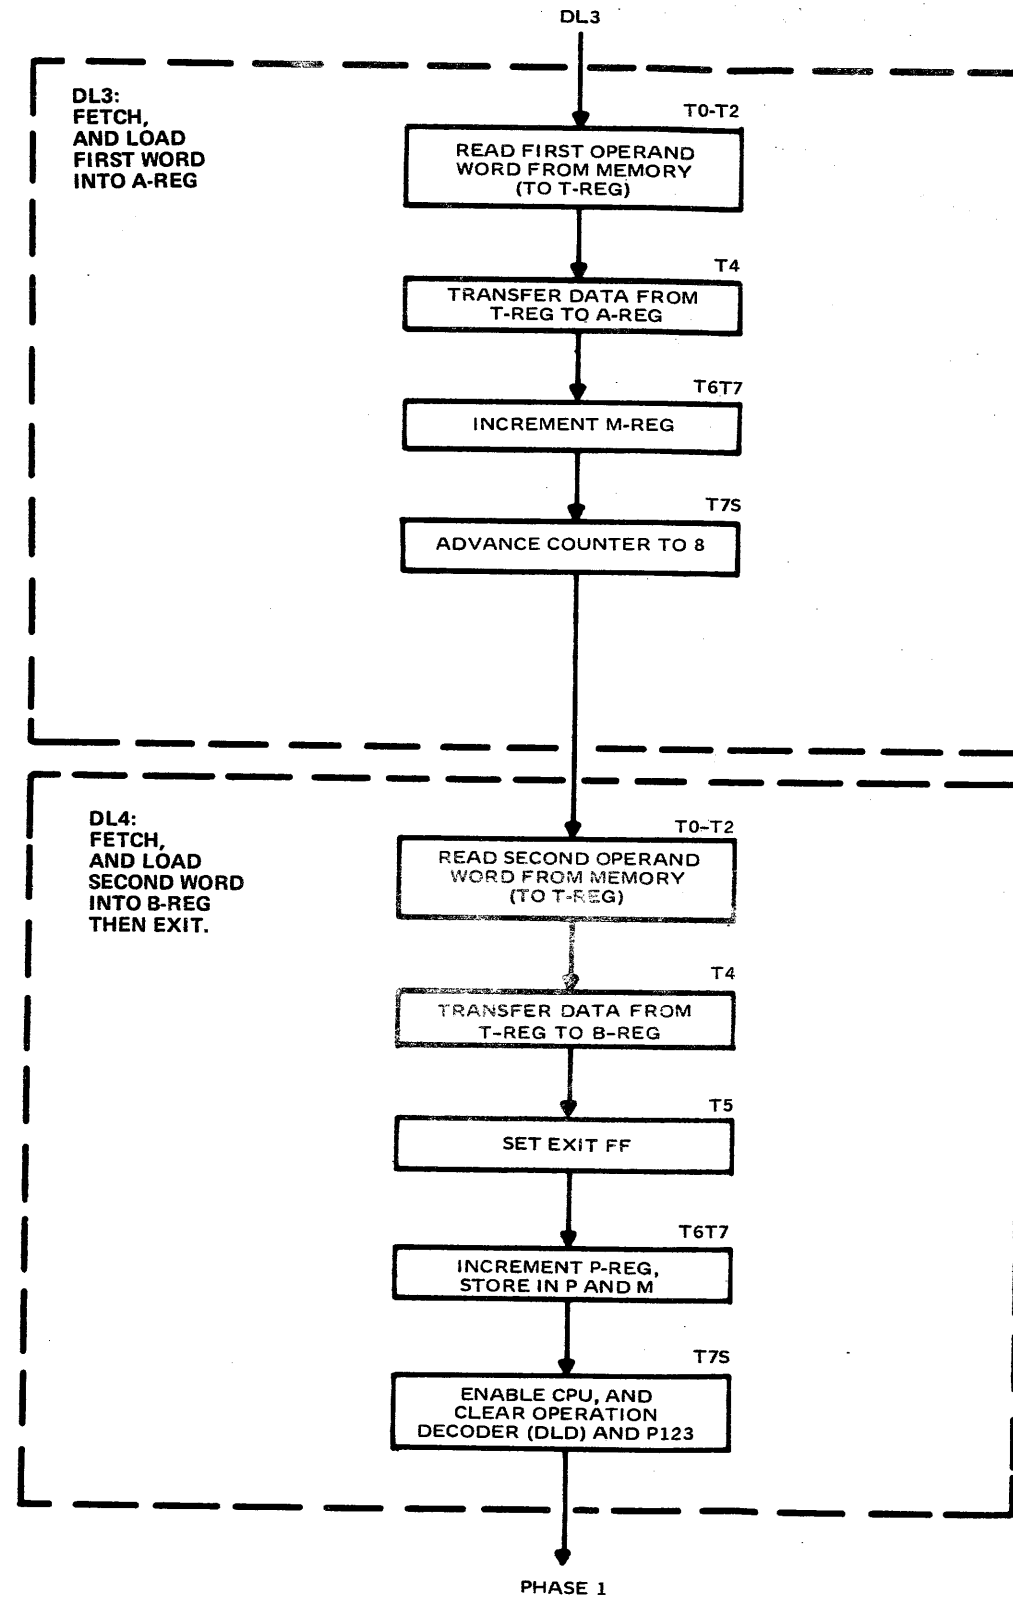 DL3
DL3:
FETCH,
AND LOAD
FIRST WORD
INTO A-REG
T0-T2
READ FIRST OPERAND
WORD FROM MEMORY
(TO T-REG)
T4
TRANSFER DATA FROM
T-REG TO A-REG
T6T7
INCREMENT M-REG
T7S
ADVANCE COUNTER TO 8
DL4:
FETCH,
AND LOAD
SECOND WORD
INTO B-REG
THEN EXIT.
T0-T2
READ SECOND OPERAND
WORD FROM MEMORY
(TO T-REG)
T4
TRANSFER DATA FROM
T-REG TO B-REG
T5
SET EXIT FF
T6T7
INCREMENT P-REG,
STORE IN P AND M
T7S
ENABLE CPU, AND
CLEAR OPERATION
DECODER (DLD) AND P123
PHASE 1